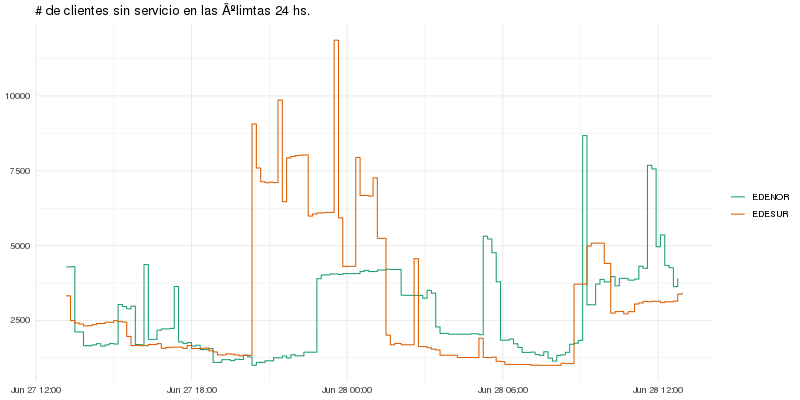 # de clientes sin servicio en las Ãºlimtas 24 hs.
10000
7500
5000
2500
Jun 27 12:00
Jun 27 18:00
Jun 28 00:00
Jun 28 06:00
Jun 28 12:00
EDENOR
EDESUR